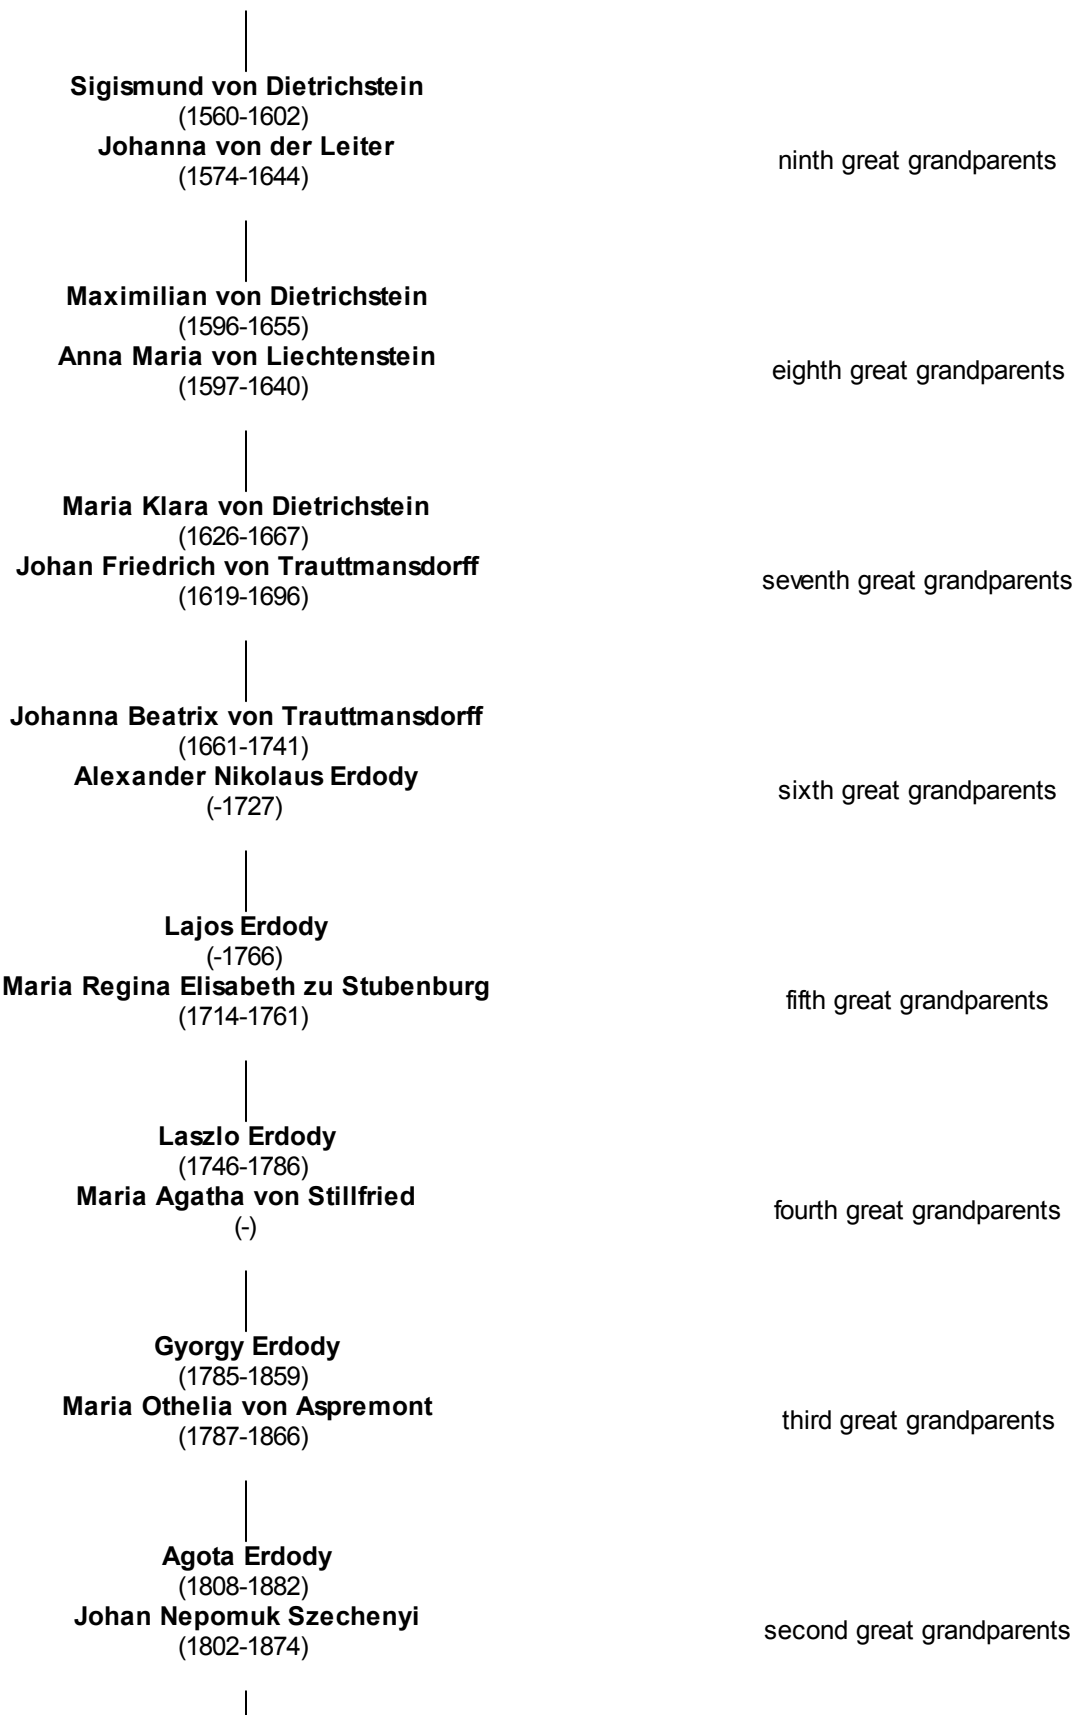 Sigismund von Dietrichstein
(1560-1602)
Johanna von der Leiter
(1574-1644)
ninth great grandparents
Maximilian von Dietrichstein
(1596-1655)
Anna Maria von Liechtenstein
(1597-1640)
eighth great grandparents
Maria Klara von Dietrichstein
(1626-1667)
Johan Friedrich von Trauttmansdorff
(1619-1696)
seventh great grandparents
Johanna Beatrix von Trauttmansdorff
(1661-1741)
Alexander Nikolaus Erdody
(-1727)
sixth great grandparents
Lajos Erdody
(-1766)
Maria Regina Elisabeth zu Stubenburg
(1714-1761)
fifth great grandparents
Laszlo Erdody
(1746-1786)
Maria Agatha von Stillfried
(-)
fourth great grandparents
Gyorgy Erdody
(1785-1859)
Maria Othelia von Aspremont
(1787-1866)
third great grandparents
Agota Erdody
(1808-1882)
Johan Nepomuk Szechenyi
(1802-1874)
second great grandparents